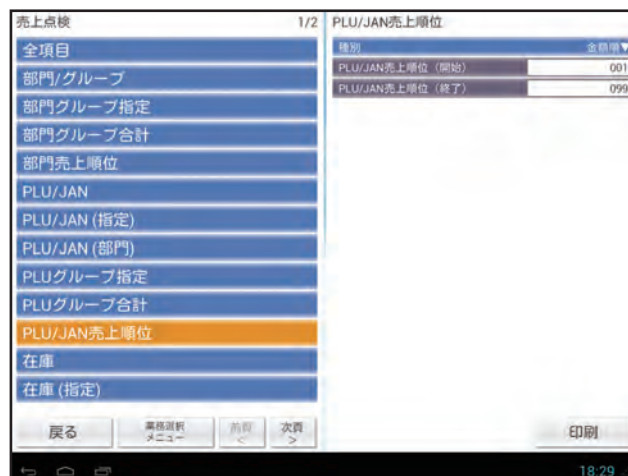 売上点検 1/2
全項目
部門/グループ
部門グループ指定
部門グループ合計
部門売上順位
PLU/JAN
PLU/JAN (指定)
PLU/JAN (部門)
PLUグループ指定
PLUグループ合計
PLU/JAN売上順位
在庫
在庫 (指定)
戻る
業務選択
メニュー
前頁
<
次頁
>
PLU/JAN売上順位
種別 金額順▼
PLU/JAN売上順位 (開始) 001
PLU/JAN売上順位 (終了) 099
印刷
18:29